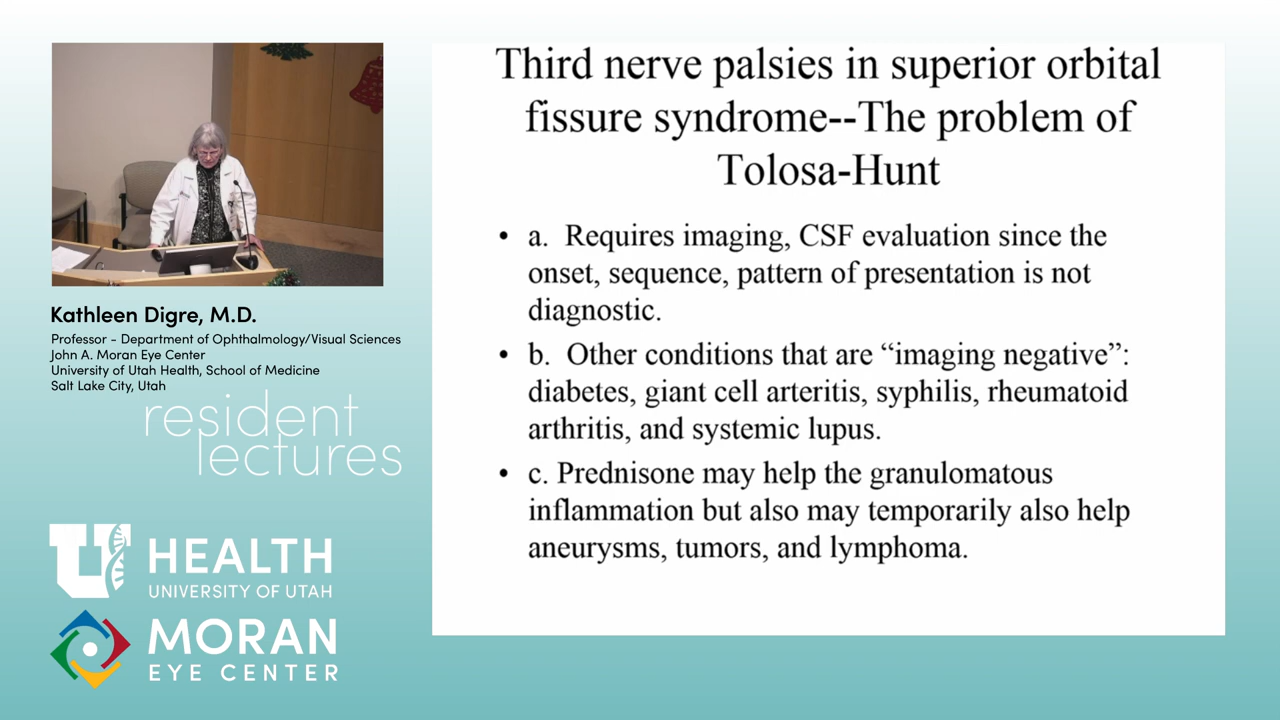 Third nerve palsies in superior orbital
fissure syndrome--The problem of
Tolosa-Hunt
• a. Requires imaging, CSF evaluation since the
onset, sequence, pattern of presentation is not
diagnostic.
• b. Other conditions that are “imaging negative”:
diabetes, giant cell arteritis, syphilis, rheumatoid
arthritis, and systemic lupus.
• c. Prednisone may help the granulomatous
inflammation but also may temporarily also help
aneurysms, tumors, and lymphoma.
Kathleen Digre, M.D.
Professor - Department of Ophthalmology/Visual Sciences
John A. Moran Eye Center
University of Utah Health, School of Medicine
Salt Lake City, Utah
resident
lectures
U HEALTH
UNIVERSITY OF UTAH
MORAN
EYE CENTER